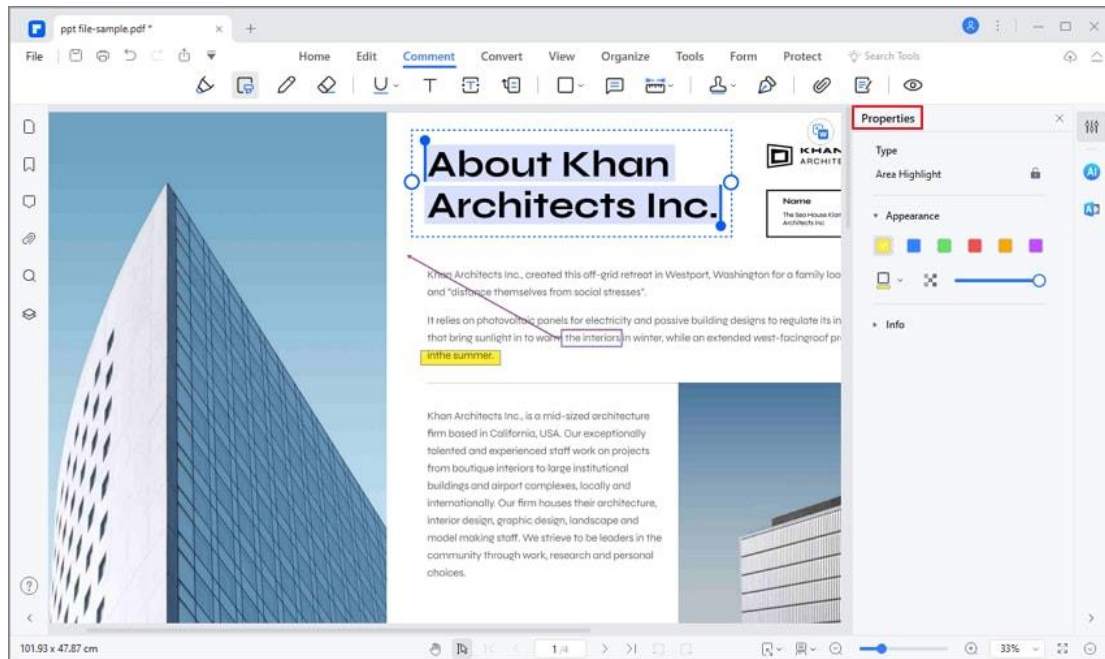 ppt file-sample.pdf *
File Home Edit Comment Convert View Organize Tools Form Protect Search Tools
About Khan
Architects Inc.
KHAN
ARCHITE
Name
The Sea House Klan
Architects Inc
Khan Architects Inc., created this off-grid retreat in Westport, Washington for a family loo
and "distance themselves from social stresses".
It relies on photovoltaic panels for electricity and passive building designs to regulate its in
that bring sunlight in to warm the interiors in winter, while an extended west-facingroof pr
inthe summer.
Khan Architects Inc., is a mid-sized architecture
firm based in California, USA. Our exceptionally
talented and experienced staff work on projects
from boutique interiors to large institutional
buildings and airport complexes, locally and
internationally. Our firm houses their architecture,
interior design, graphic design, landscape and
model making staff. We strieve to be leaders in the
community through work, research and personal
choices.
Properties
Type
Area Highlight
Appearance
Info
AI
101.93 x 47.87 cm
1/4
33%